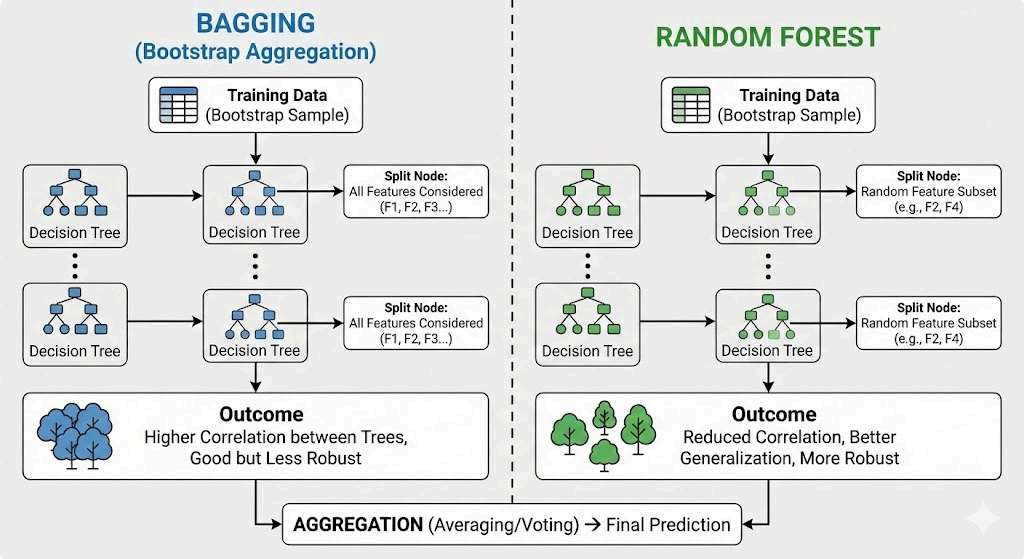 BAGGING
(Bootstrap Aggregation)
Training Data
(Bootstrap Sample)
Decision Tree
Decision Tree
Split Node:
All Features Considered
(F1, F2, F3...)
Decision Tree
Decision Tree
Split Node:
All Features Considered
(F1, F2, F3...)
Outcome
Higher Correlation between Trees,
Good but Less Robust
RANDOM FOREST
Training Data
(Bootstrap Sample)
Decision Tree
Decision Tree
Split Node:
Random Feature Subset
(e.g., F2, F4)
Decision Tree
Decision Tree
Split Node:
Random Feature Subset
(e.g., F2, F4)
Outcome
Reduced Correlation, Better
Generalization, More Robust
AGGREGATION (Averaging/Voting) → Final Prediction